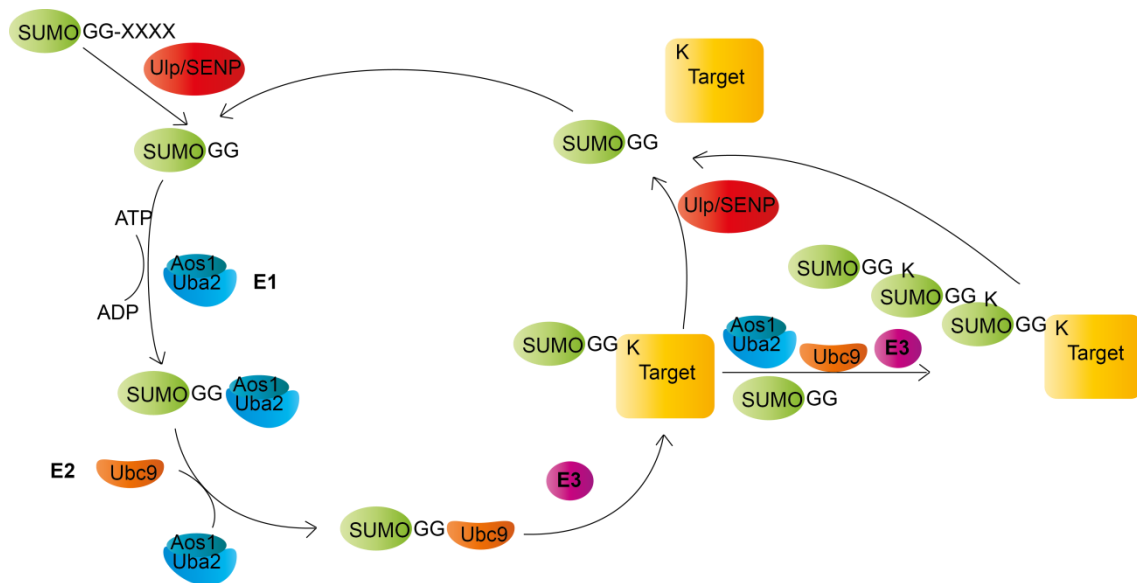 SUMO GG-XXXX
Ulp/SENP
K
Target
SUMO GG
SUMO GG
Ulp/SENP
ATP
Aos1
Uba2
E1
ADP
SUMO GG K
SUMO GG K
SUMO GG
K
Target
SUMO GG
K
Target
Aos1
Uba2
Ubc9
E3
SUMO GG
SUMO GG
Aos1
Uba2
E2
Ubc9
E3
SUMO GG
Ubc9
Aos1
Uba2